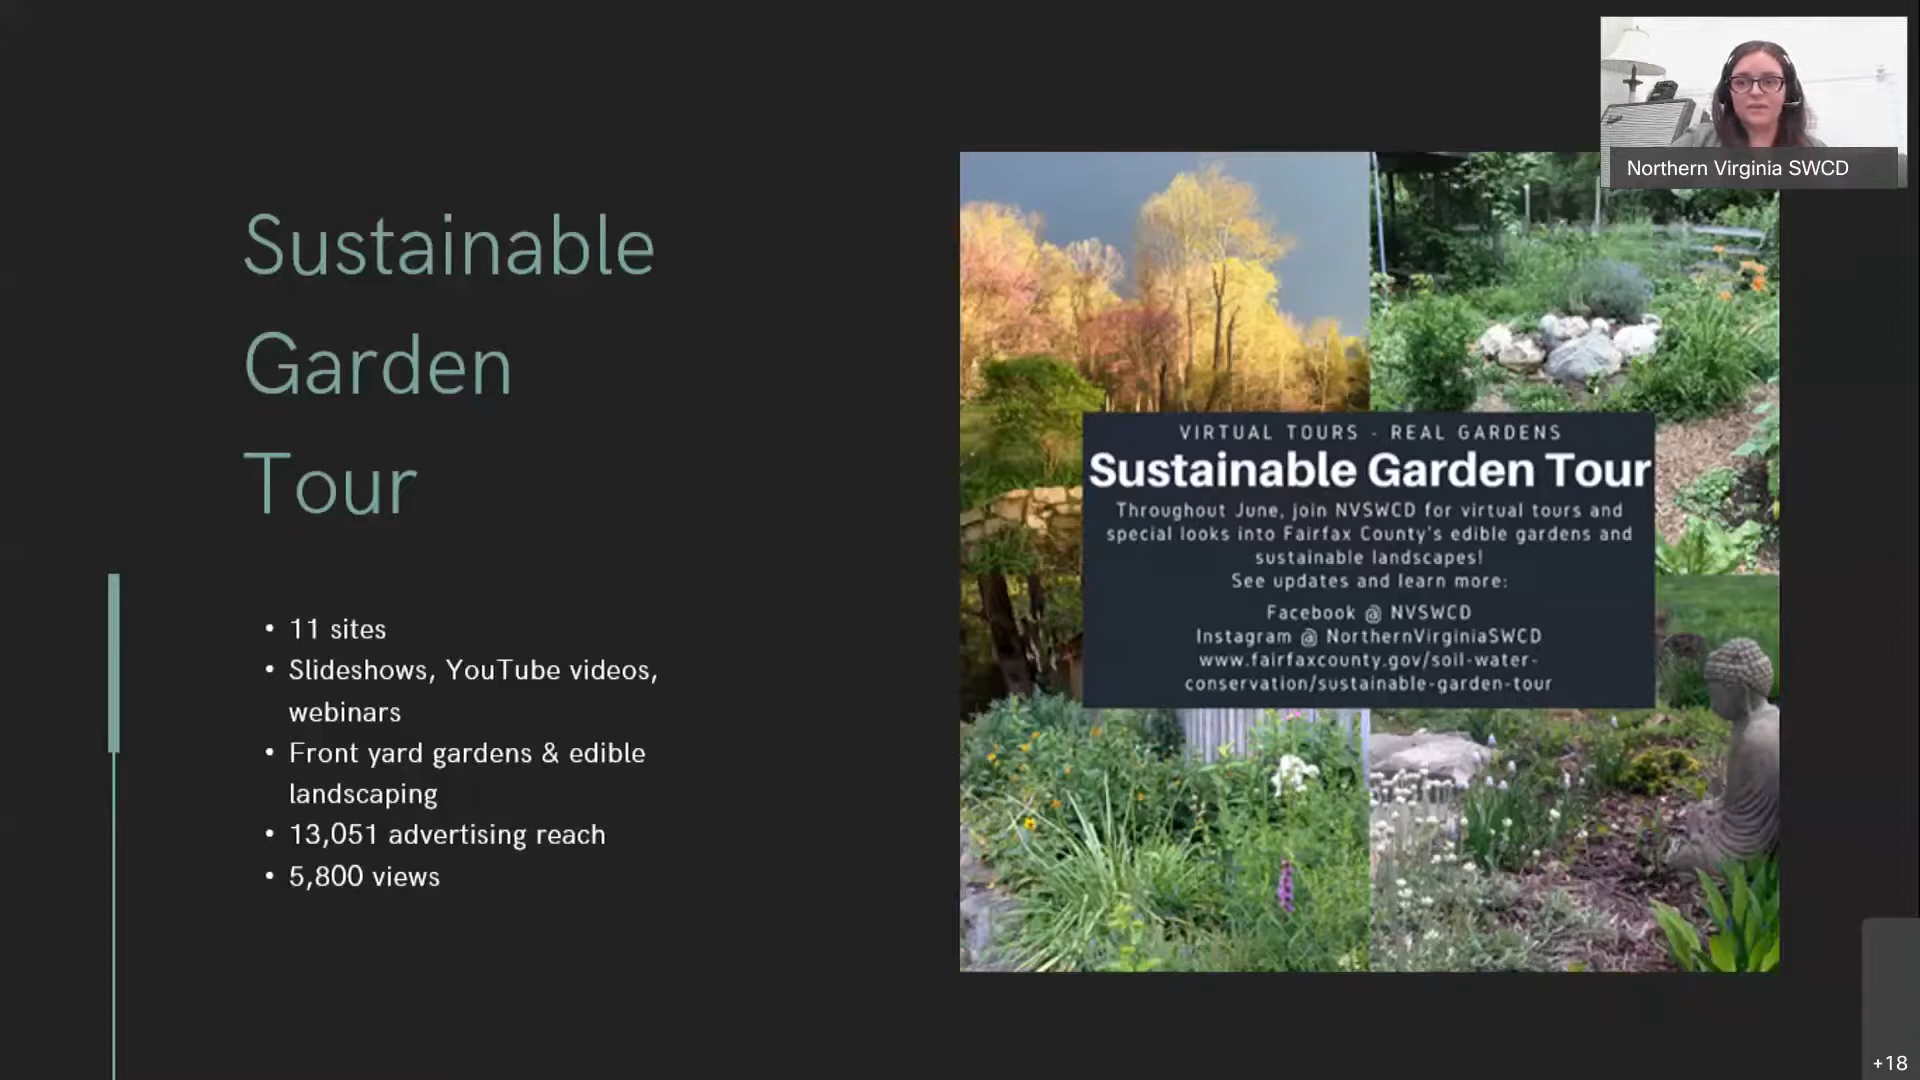 Northern Virginia SWCD
Sustainable
Garden
Tour
• 11 sites
• Slideshows, YouTube videos,
webinars
• Front yard gardens & edible
landscaping
• 13,051 advertising reach
• 5,800 views
VIRTUAL TOURS - REAL GARDENS
Sustainable Garden Tour
Throughout June, join NVSWCD for virtual tours and
special looks into Fairfax County's edible gardens and
sustainable landscapes!
See updates and learn more:
Facebook @ NVSWCD
Instagram @ NorthernVirginiaSWCD
www.fairfaxcounty.gov/soil-water-
conservation/sustainable-garden-tour
+18